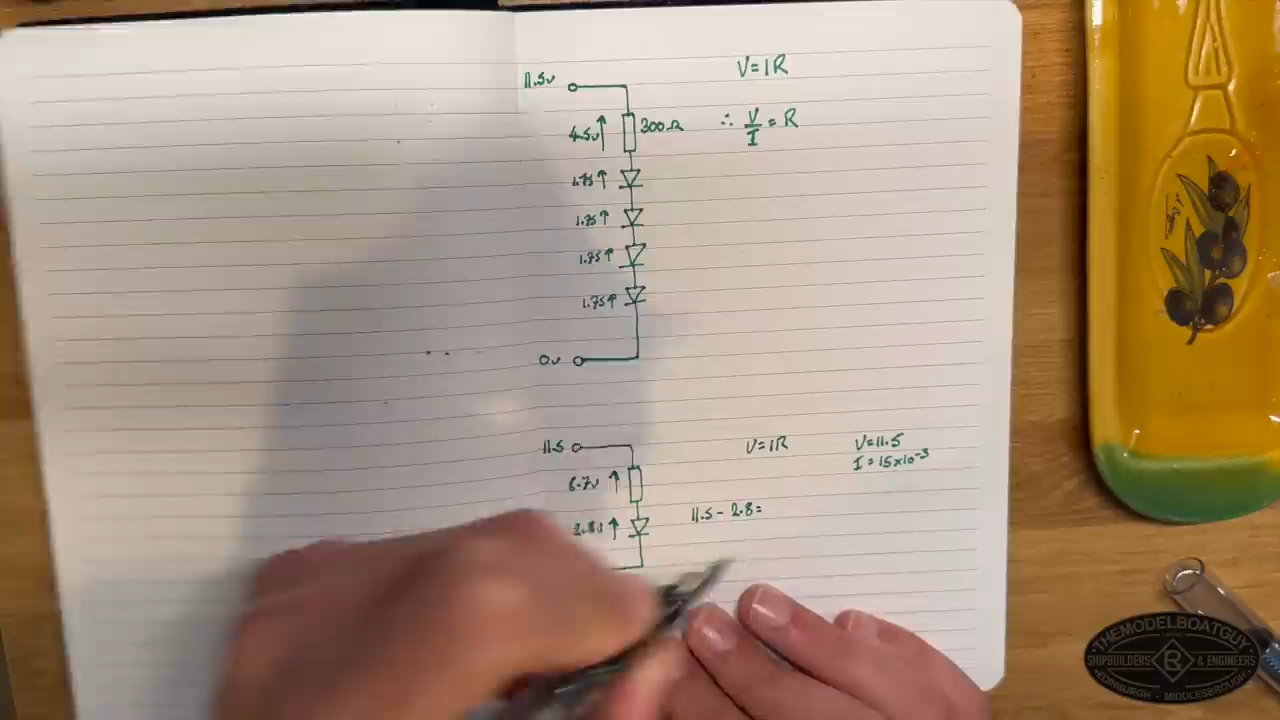 11.5v
V=IR
4.5v
300Ω
∴ V/I = R
1.75
1.75
1.75
1.75
0v
11.5
V=IR
V=11.5
I=15x10⁻³
8.7v
2.8v
11.5 - 2.8=
THEMODELBOATGUY
SHIPBUILDERS R & ENGINEERS
EDINBURGH - MIDDLESBROUGH